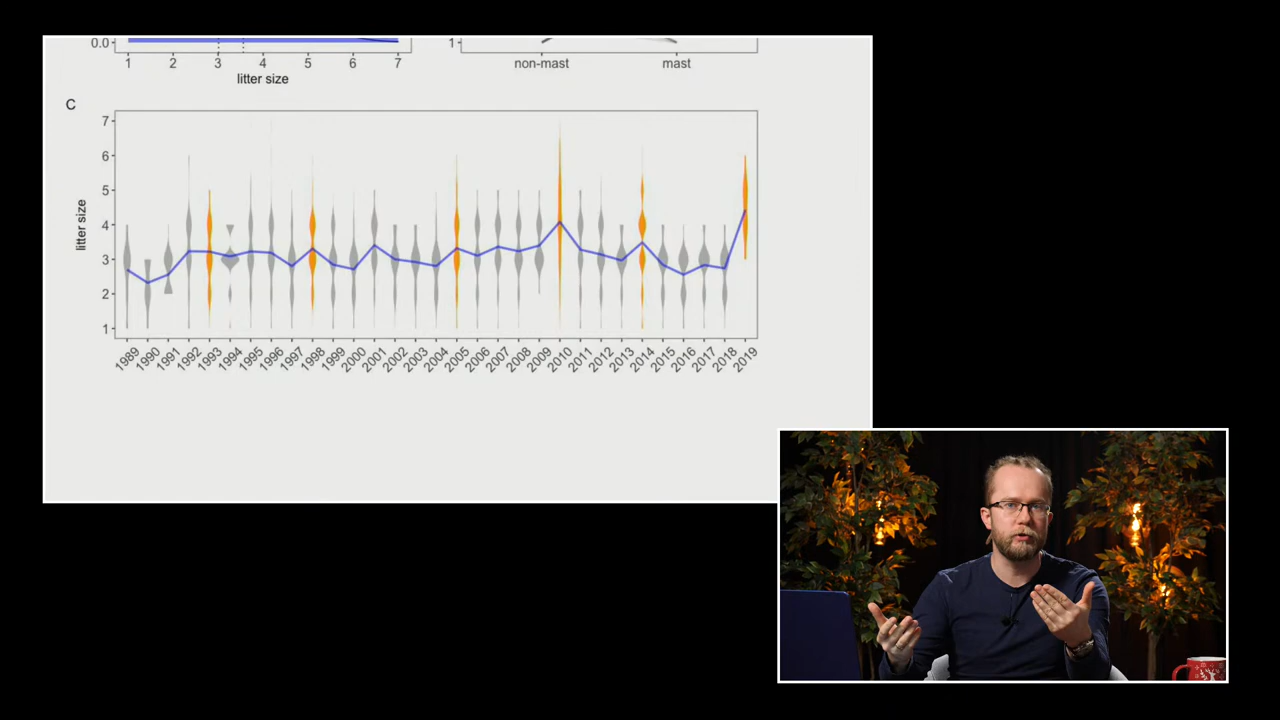 0.0
1 2 3 4 5 6 7
litter size
1
non-mast mast
C
litter size
7
6
5
4
3
2
1
1989 1990 1991 1992 1993 1994 1995 1996 1997 1998 1999 2000 2001 2002 2003 2004 2005 2006 2007 2008 2009 2010 2011 2012 2013 2014 2015 2016 2017 2018 2019